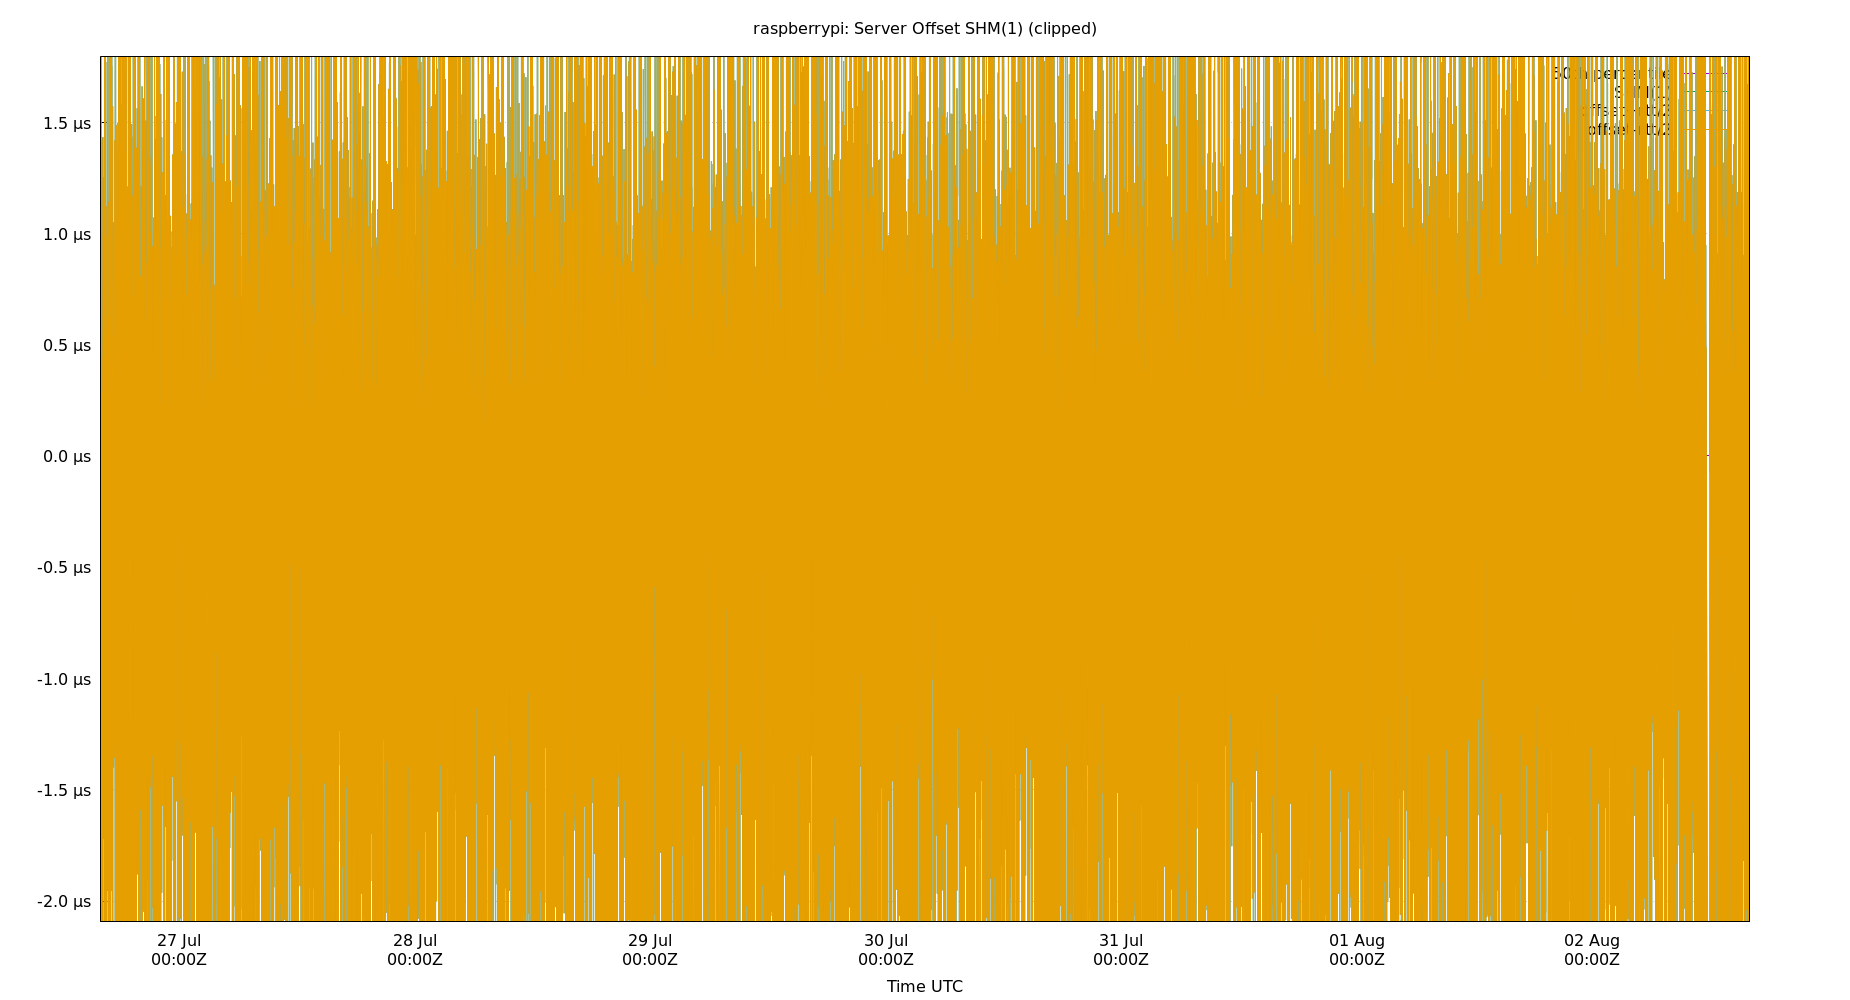 raspberrypi: Server Offset SHM(1) (clipped)
1.5 µs
1.0 µs
0.5 µs
0.0 µs
-0.5 µs
-1.0 µs
-1.5 µs
-2.0 µs
27 Jul 28 Jul 29 Jul 30 Jul 31 Jul 01 Aug 02 Aug
00:00Z 00:00Z 00:00Z 00:00Z 00:00Z 00:00Z 00:00Z
Time UTC